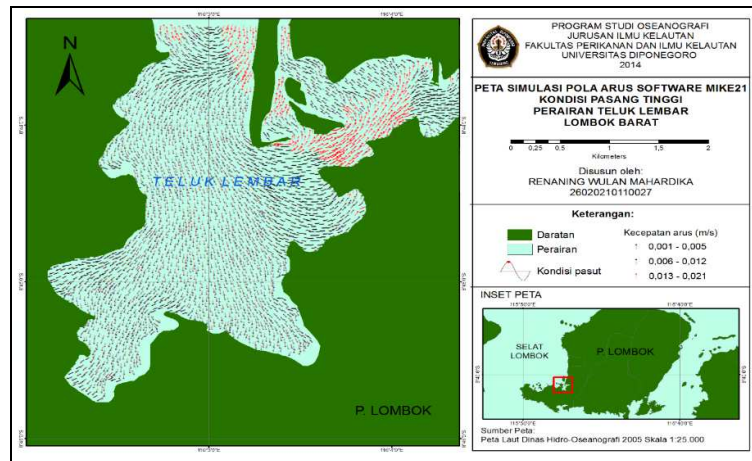 N
TELUK LEMBAR
P. LOMBOK
PROGRAM STUDI OSEANOGRAFI
JURUSAN ILMU KELAUTAN
FAKULTAS PERIKANAN DAN ILMU KELAUTAN
UNIVERSITAS DIPONEGORO
2014
PETA SIMULASI POLA ARUS SOFTWARE MIKE21
KONDISI PASANG TINGGI
PERAIRAN TELUK LEMBAR
LOMBOK BARAT
0 0,25 0,5 1 1,5 2
Kilometers
Disusun oleh:
RENANING WULAN MAHARDIKA
26020210110027
Keterangan:
Daratan
Perairan
Kondisi pasut
Kecepatan arus (m/s)
0,001 - 0,005
0,006 - 0,012
0,013 - 0,021
INSET PETA
SELAT
LOMBOK
P. LOMBOK
Sumber Peta:
Peta Laut Dinas Hidro-Oseanografi 2005 Skala 1:25.000